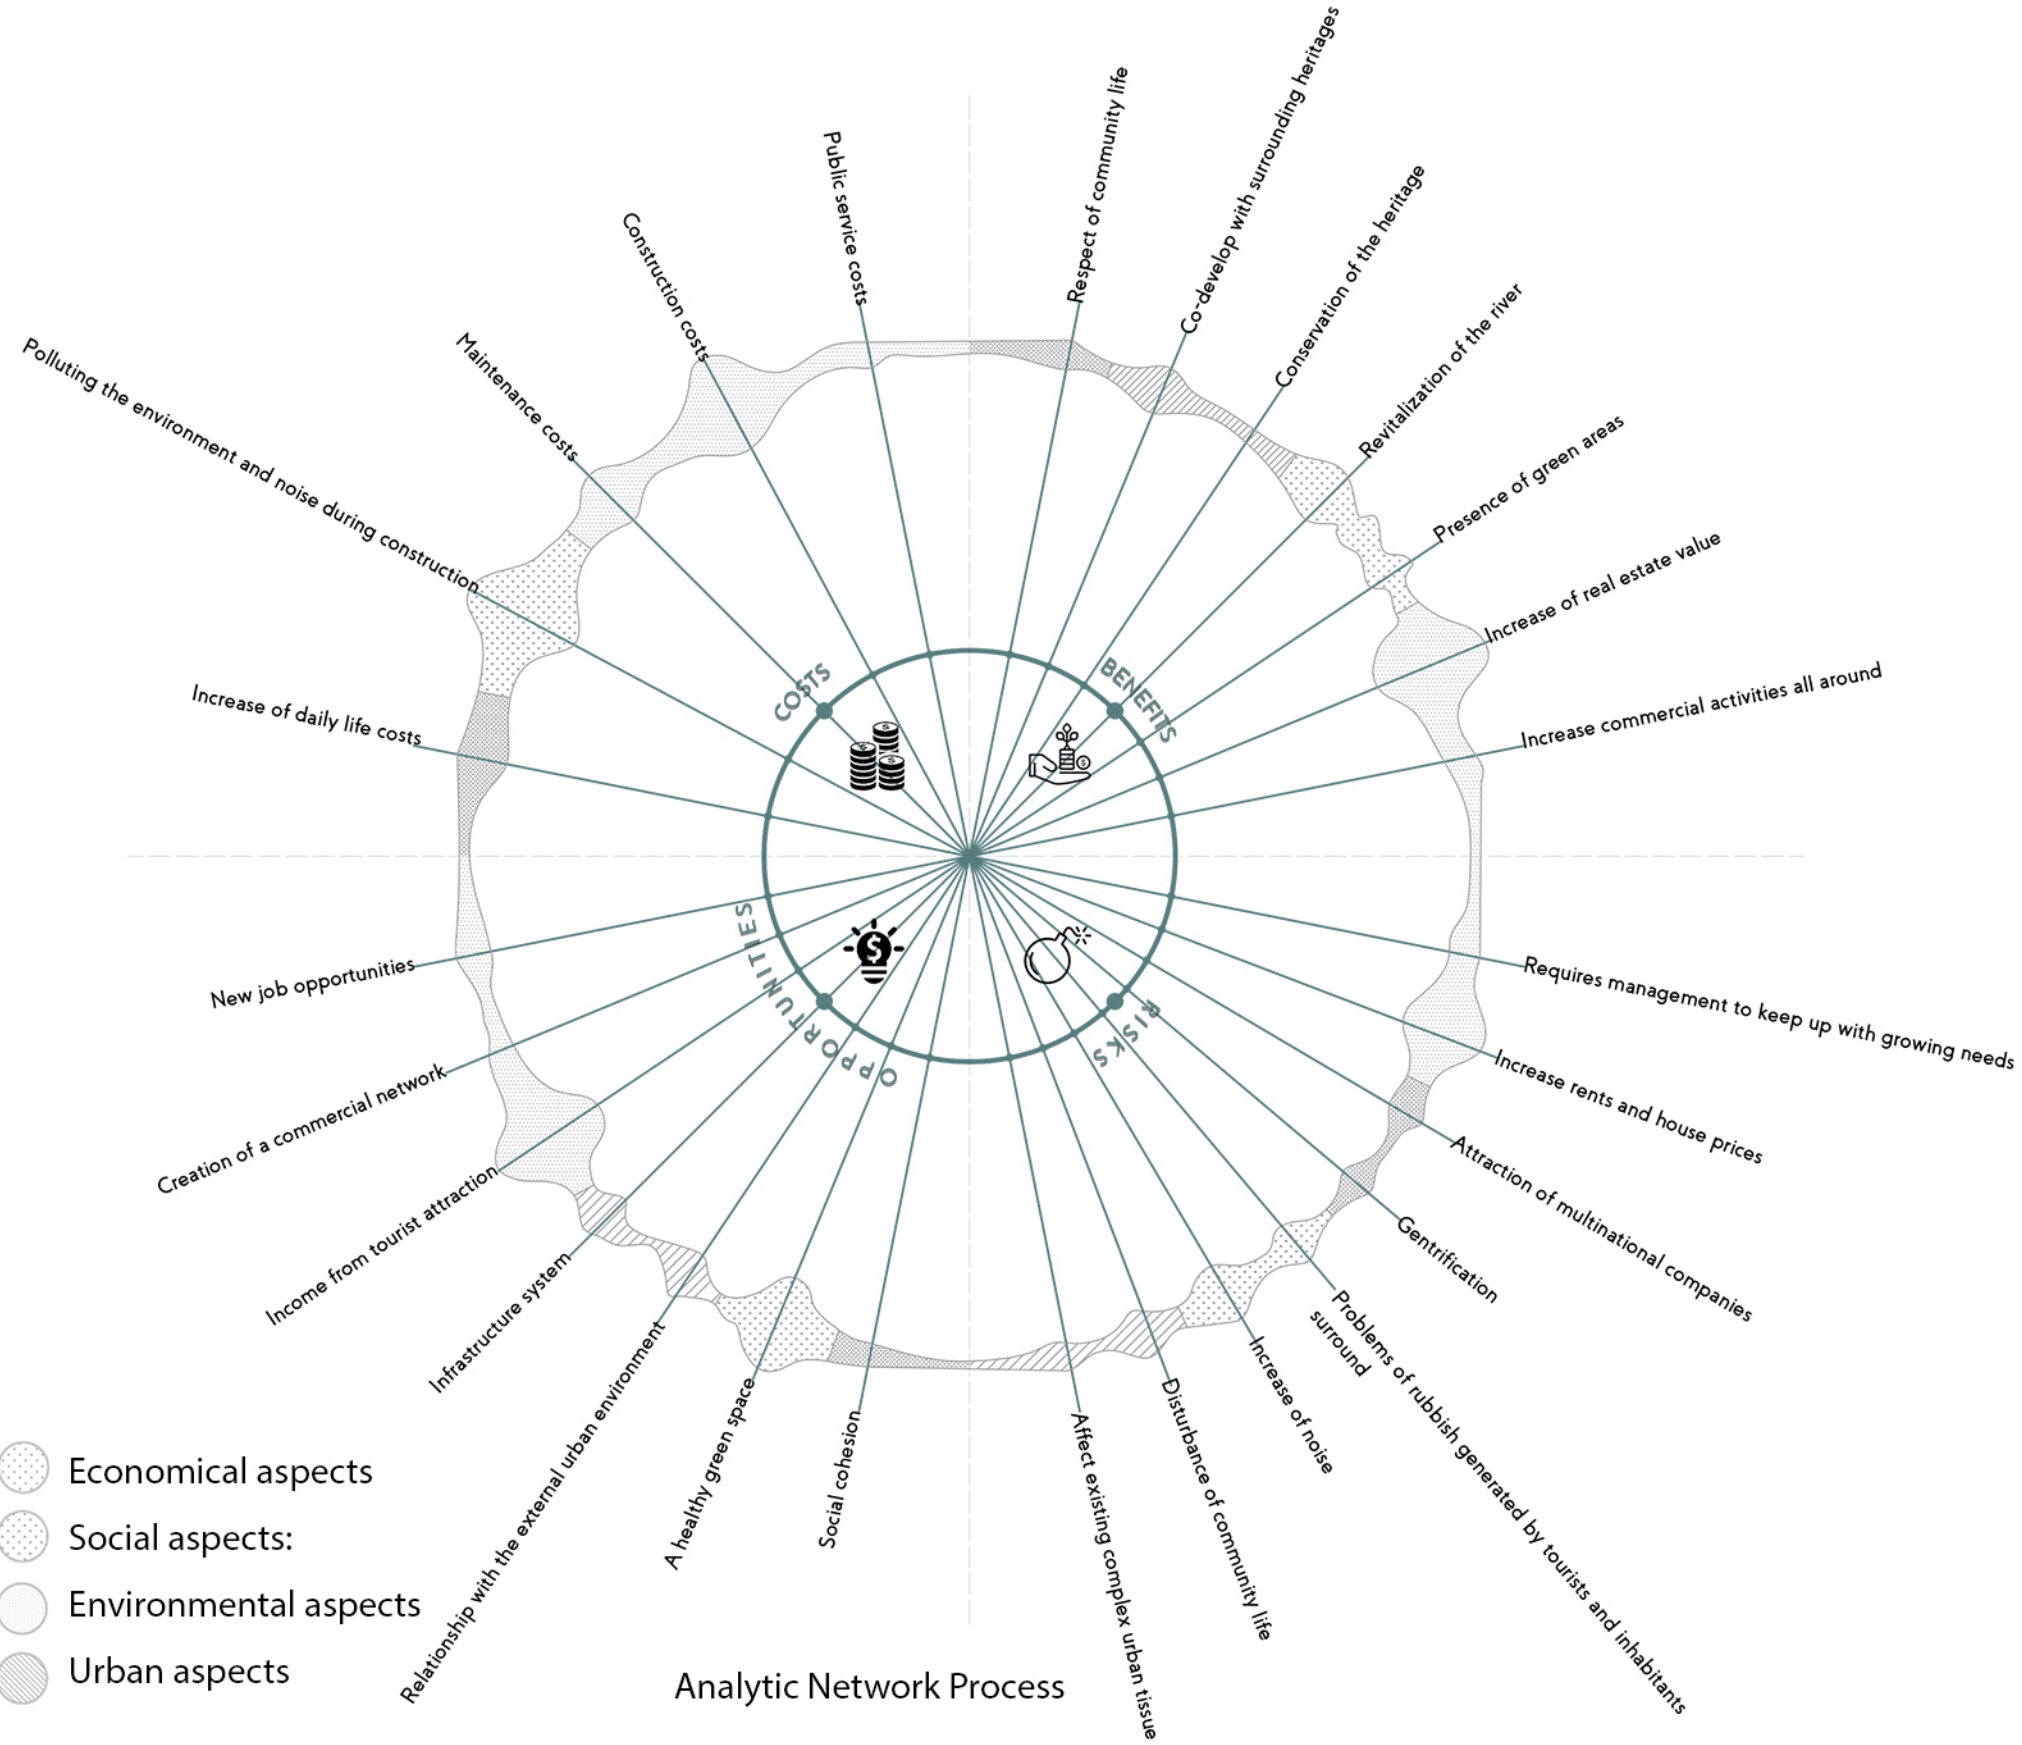 Public service costs
Construction costs
Maintenance costs
Polluting the environment and noise during construction
Increase of daily life costs
Respect of community life
Co-develop with surrounding heritages
Conservation of the heritage
Revitalization of the river
Presence of green areas
Increase of real estate value
Increase commercial activities all around
COSTS
BENEFITS
OPPORTUNITIES
RISKS
$
$
$
$
$
New job opportunities
Creation of a commercial network
Income from tourist attraction
Infrastructure system
Relationship with the external urban environment
A healthy green space
Social cohesion
Requires management to keep up with growing needs
Increase rents and house prices
Attraction of multinational companies
Gentrification
Problems of rubbish generated by tourists and inhabitants
surround
Increase of noise
Disturbance of community life
Affect existing complex urban tissue
Economical aspects
Social aspects:
Environmental aspects
Urban aspects
Analytic Network Process